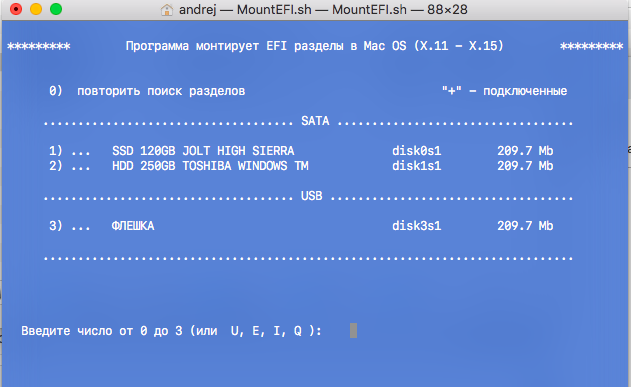 andrej — MountEFI.sh — MountEFI.sh — 88×28
********* Программа монтирует EFI разделы в Mac OS (X.11 - X.15) *********
0) повторить поиск разделов "+" - подключенные
.................................... SATA ..................................
1) ... SSD 120GB JOLT HIGH SIERRA disk0s1 209.7 Mb
2) ... HDD 250GB TOSHIBA WINDOWS TM disk1s1 209.7 Mb
.................................... USB ..................................
3) ... ФЛЕШКА disk3s1 209.7 Mb
............................................................................
Введите число от 0 до 3 (или U, E, I, Q ):